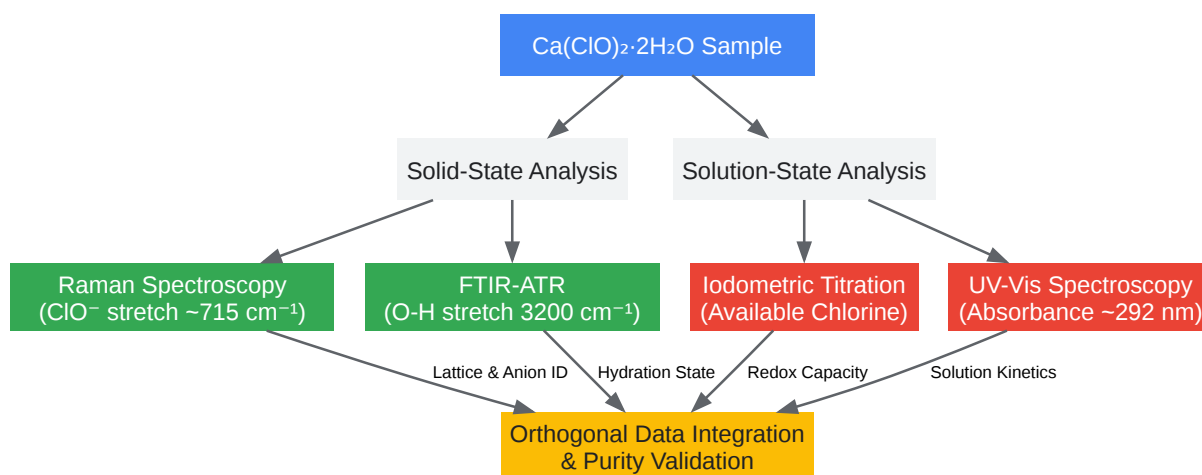 Ca(ClO)₂·2H₂O Sample
Solid-State Analysis
Solution-State Analysis
Raman Spectroscopy
(ClO⁻ stretch ~715 cm⁻¹)
FTIR-ATR
(O-H stretch 3200 cm⁻¹)
Iodometric Titration
(Available Chlorine)
UV-Vis Spectroscopy
(Absorbance ~292 nm)
Lattice & Anion ID
Hydration State
Redox Capacity
Solution Kinetics
Orthogonal Data Integration
& Purity Validation